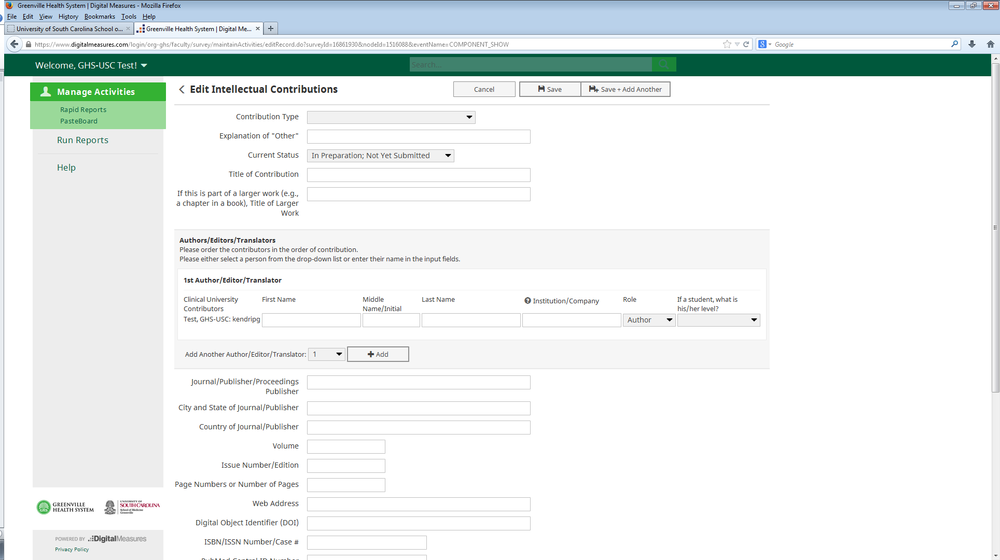 Greenville Health System | Digital Measures - Mozilla Firefox
File Edit View History Bookmarks Tools Help
University of South Carolina School o... Greenville Health System | Digital Me...
https://www.digitalmeasures.com/login/org-ghs/faculty/survey/maintainActivities/editRecord.do?surveyId=16861930&nodeId=1516088&eventName=COMPONENT_SHOW
Google
Welcome, GHS-USC Test!
Search...
Manage Activities
Rapid Reports
PasteBoard
Run Reports
Help
Edit Intellectual Contributions
Cancel Save Save + Add Another
Contribution Type
Explanation of "Other"
Current Status In Preparation; Not Yet Submitted
Title of Contribution
If this is part of a larger work (e.g.,
a chapter in a book), Title of Larger
Work
Authors/Editors/Translators
Please order the contributors in the order of contribution.
Please either select a person from the drop-down list or enter their name in the input fields.
1st Author/Editor/Translator
Clinical University
Contributors
First Name
Middle
Name/Initial
Last Name
Institution/Company
Role
If a student, what is
his/her level?
Test, GHS-USC: kendripg
Author
Add Another Author/Editor/Translator: 1 Add
Journal/Publisher/Proceedings
Publisher
City and State of Journal/Publisher
Country of Journal/Publisher
Volume
Issue Number/Edition
Page Numbers or Number of Pages
Web Address
Digital Object Identifier (DOI)
ISBN/ISSN Number/Case #
PubMed Central ID Number
GHS
GREENVILLE
HEALTH SYSTEM
UNIVERSITY OF
SOUTH CAROLINA
School of Medicine
Greenville
POWERED BY DigitalMeasures
Privacy Policy